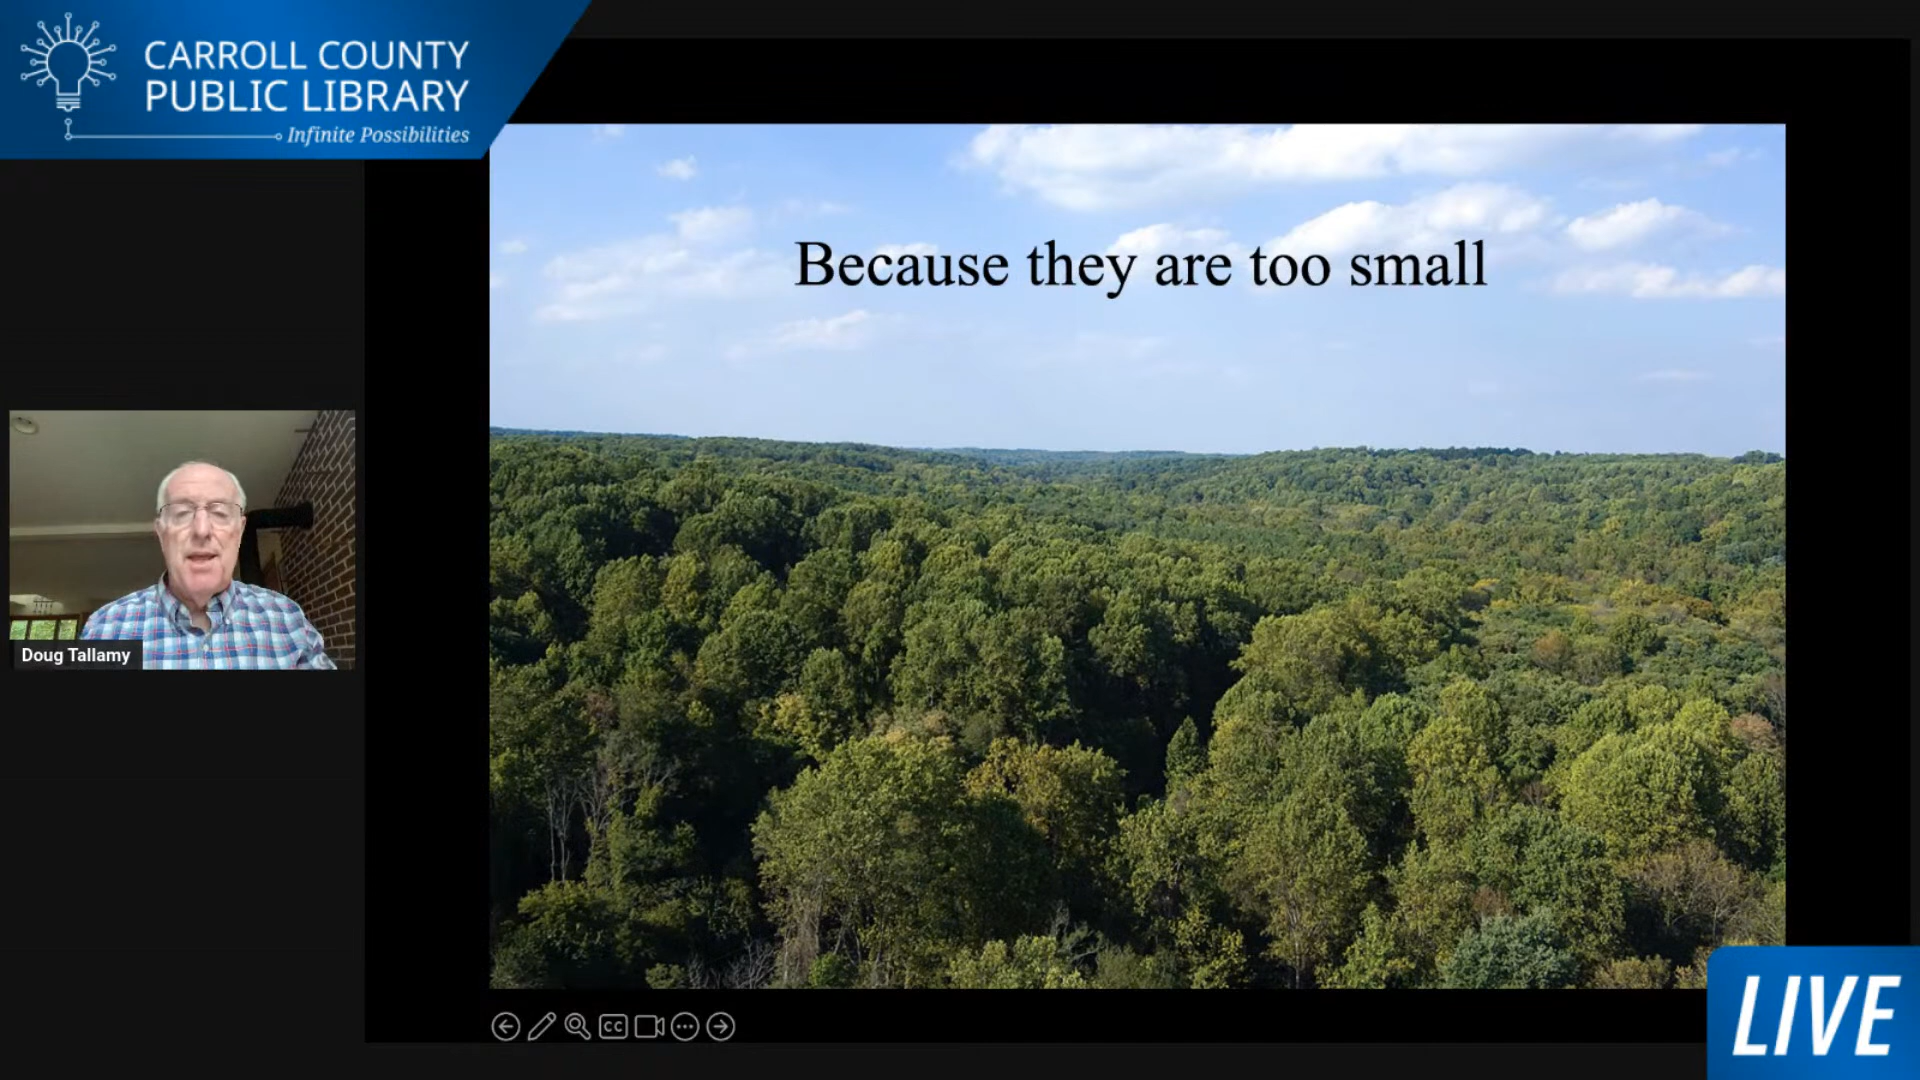 CARROLL COUNTY
PUBLIC LIBRARY
Infinite Possibilities
Because they are too small
Doug Tallamy
CC
LIVE